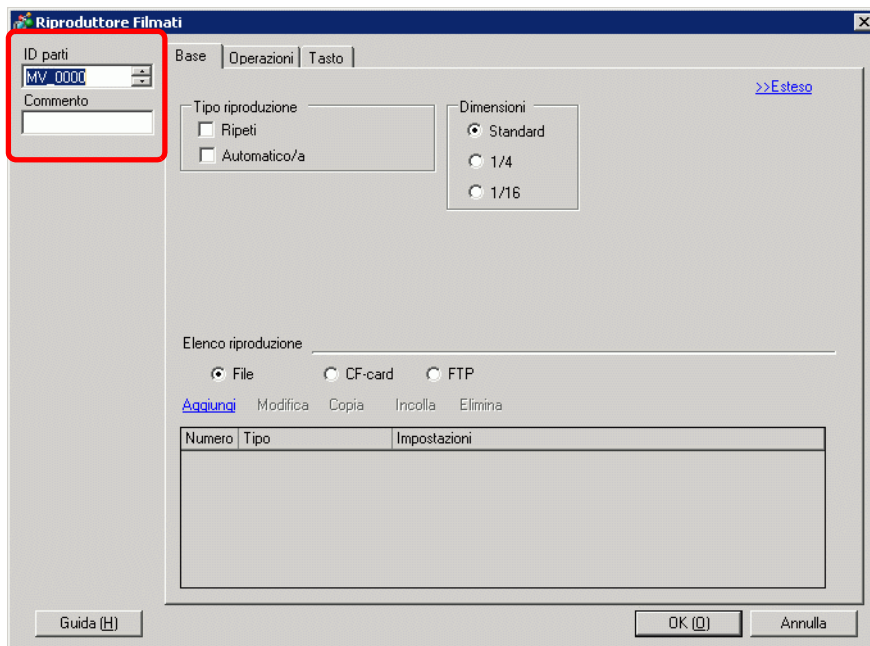 Riproduttore Filmati
ID parti
MV_0000
Commento
Base Operazioni Tasto
>>Esteso
Tipo riproduzione
Ripeti
Automatico/a
Dimensioni
Standard
1/4
1/16
Elenco riproduzione
File CF-card FTP
Aggiungi Modifica Copia Incolla Elimina
Numero Tipo Impostazioni
Guida (H) OK (O) Annulla